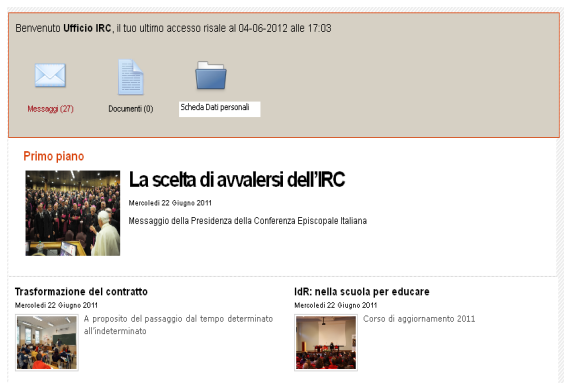 Benvenuto Ufficio IRC, il tuo ultimo accesso risale al 04-06-2012 alle 17:03
Messaggi (27)
Documenti (0)
Scheda Dati personali
Primo piano
La scelta di avvalersi dell'IRC
Mercoledì 22 Giugno 2011
Messaggio della Presidenza della Conferenza Episcopale Italiana
Trasformazione del contratto
Mercoledì 22 Giugno 2011
A proposito del passaggio dal tempo determinato
all'indeterminato
IdR: nella scuola per educare
Mercoledì 22 Giugno 2011
Corso di aggiornamento 2011